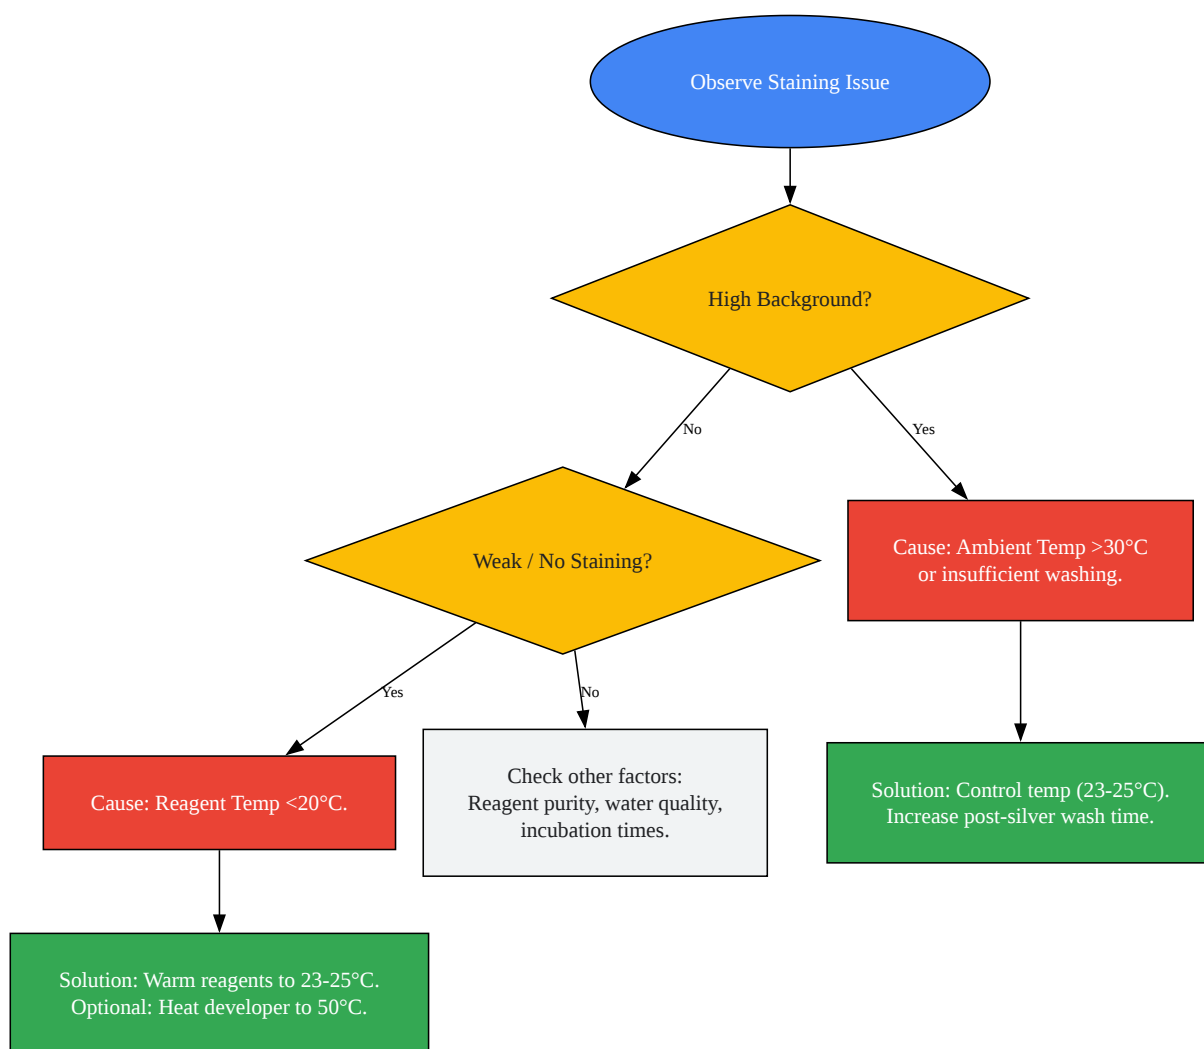 Observe Staining Issue
High Background?
No
Yes
Weak / No Staining?
Cause: Ambient Temp >30°C
or insufficient washing.
Yes
No
Cause: Reagent Temp <20°C.
Check other factors:
Reagent purity, water quality,
incubation times.
Solution: Control temp (23-25°C).
Increase post-silver wash time.
Solution: Warm reagents to 23-25°C.
Optional: Heat developer to 50°C.